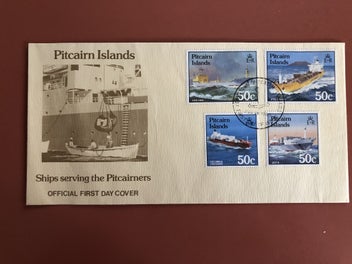 Pitcairn Islands
Ships serving the Pitcairners
OFFICIAL FIRST DAY COVER
Pitcairn
Islands
50c
Pitcairn
Islands
50c
Pitcairn
Islands
50c
Pitcairn
Islands
50c